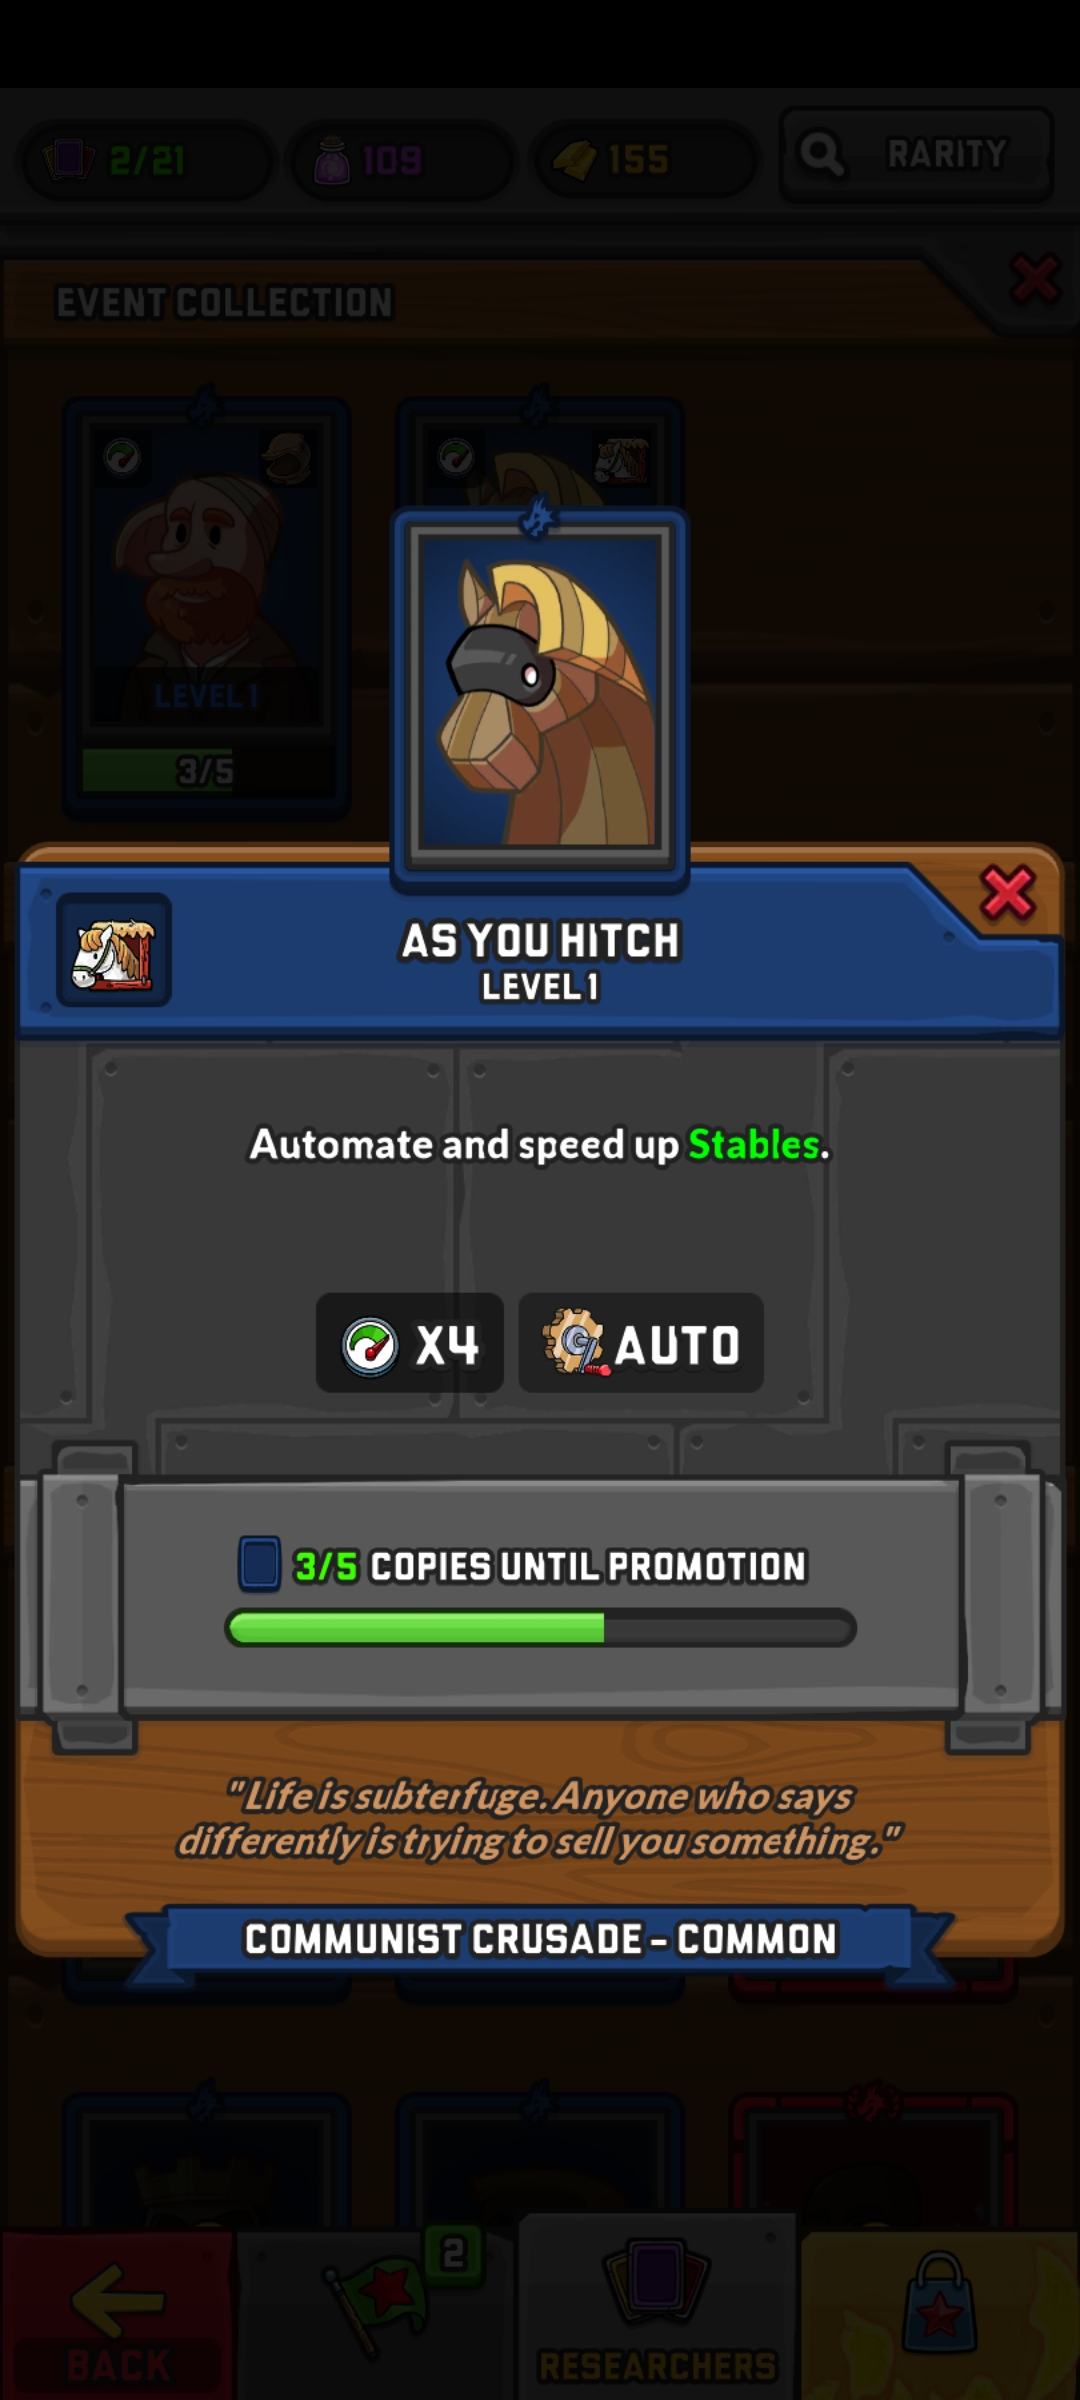 2/21
109
155
RARITY
EVENT COLLECTION
LEVEL 1
3/5
AS YOU HITCH
LEVEL 1
Automate and speed up Stables.
X4
AUTO
3/5 COPIES UNTIL PROMOTION
"Life is subterfuge. Anyone who says
differently is trying to sell you something."
COMMUNIST CRUSADE - COMMON
2
BACK
RESEARCHERS